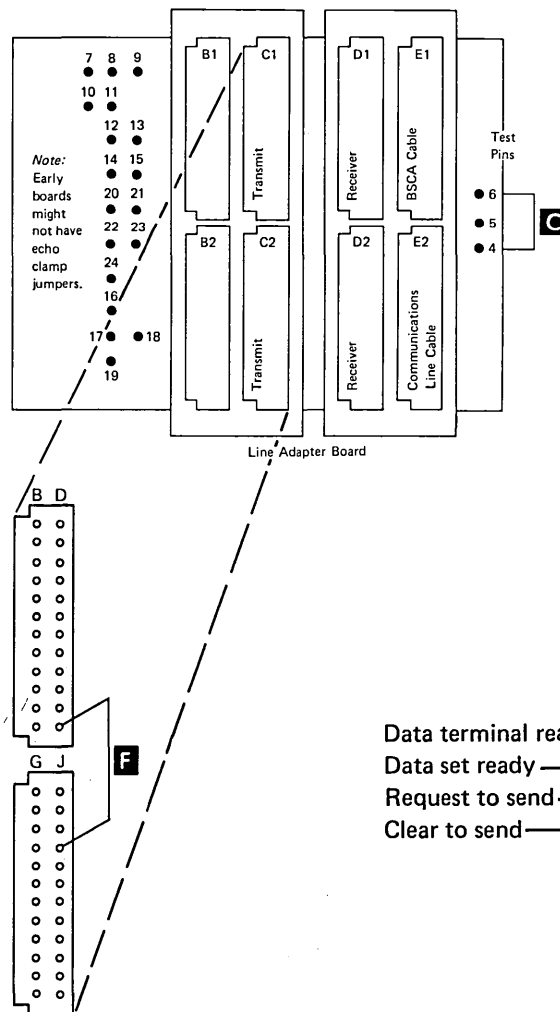 7 8 9
10 11
12 13
14 15
20 21
22 23
24
16
17 18
19
Note:
Early
boards
might
not have
echo
clamp
jumpers.
B1
C1
Transmit
B2
C2
Transmit
D1
Receiver
E1
BSCA Cable
D2
Receiver
E2
Communications
Line Cable
Test
Pins
6
5
4
C
Line Adapter Board
B D
F
G J
Data terminal rea
Data set ready
Request to send
Clear to send